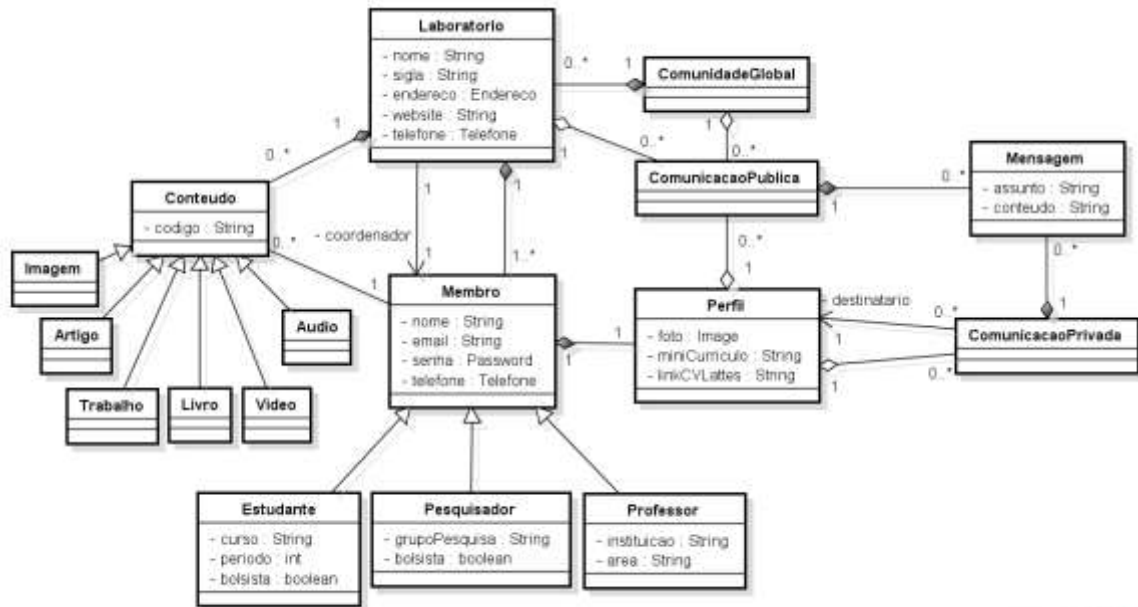 Laboratorio
- nome : String
- sigla : String
- endereco : Endereco
- website : String
- telefone : Telefone
0..*
1
ComunidadeGlobal
1
0..*
1
0..*
1
0..*
ComunicacaoPublica
1
0..*
Mensagem
- assunto : String
- conteudo : String
Conteudo
- codigo : String
0..*
1
1
- coordenador
1
1
1..*
0..*
1
0..*
1
Imagem
Artigo
Trabalho
Livro
Video
Audio
Membro
- nome : String
- email : String
- senha : Password
- telefone : Telefone
1
1
Perfil
- foto : Image
- miniCurriculo : String
- linkCVLattes : String
- destinatario
1
0..*
1
0..*
ComunicacaoPrivada
Estudante
- curso : String
- periodo : int
- bolsista : boolean
Pesquisador
- grupoPesquisa : String
- bolsista : boolean
Professor
- instituicao : String
- area : String